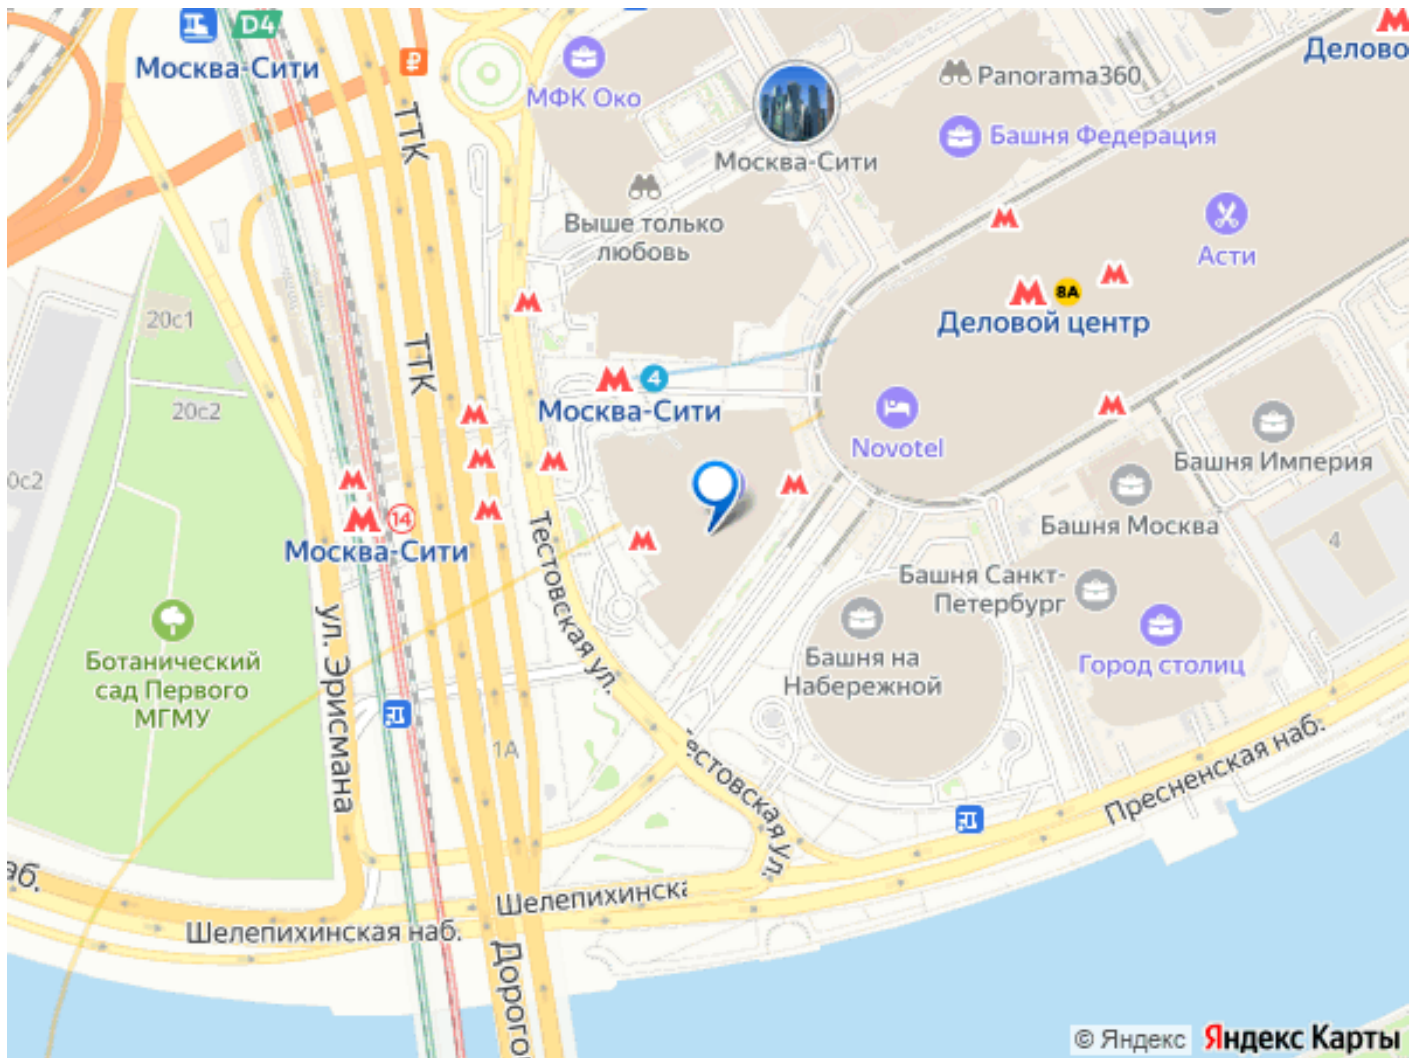 D4
Москва-Сити
₽
МФК Око
ТТК
Panorama360
Делово
Башня Федерация
Москва-Сити
Выше только
любовь
Асти
8А
Деловой центр
20с1
ТТК
4
Москва-Сити
20с2
Novotel
0с2
Башня Империя
14
Москва-Сити
Башня Москва
4
Тестовская ул.
Башня Санкт-
Петербург
ул. Эрисмана
Ботанический
сад Первого
МГМУ
Башня на
Набережной
Город столиц
1А
Тестовская ул.
Пресненская наб.
аб.
Шелепихинска
Шелепихинская наб.
Дорого
© Яндекс Яндекс Карты